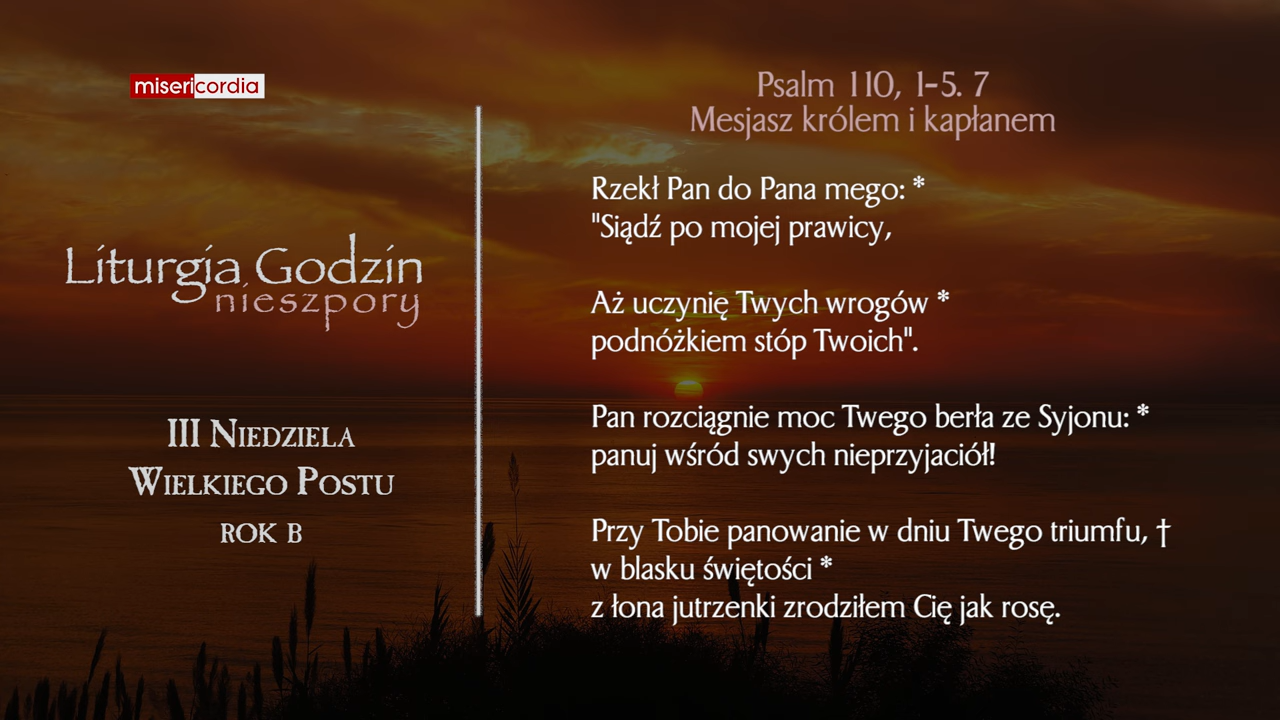 misericordia
Liturgia Godzin
nieszpory
III Niedziela
Wielkiego Postu
rok B
Psalm 110, 1-5. 7
Mesjasz królem i kapłanem
Rzekł Pan do Pana mego: *
"Siądź po mojej prawicy,
Aż uczynię Twych wrogów *
podnóżkiem stóp Twoich".
Pan rozciągnie moc Twego berła ze Syjonu: *
panuj wśród swych nieprzyjaciół!
Przy Tobie panowanie w dniu Twego triumfu, †
w blasku świętości *
z łona jutrzenki zrodziłem Cię jak rosę.